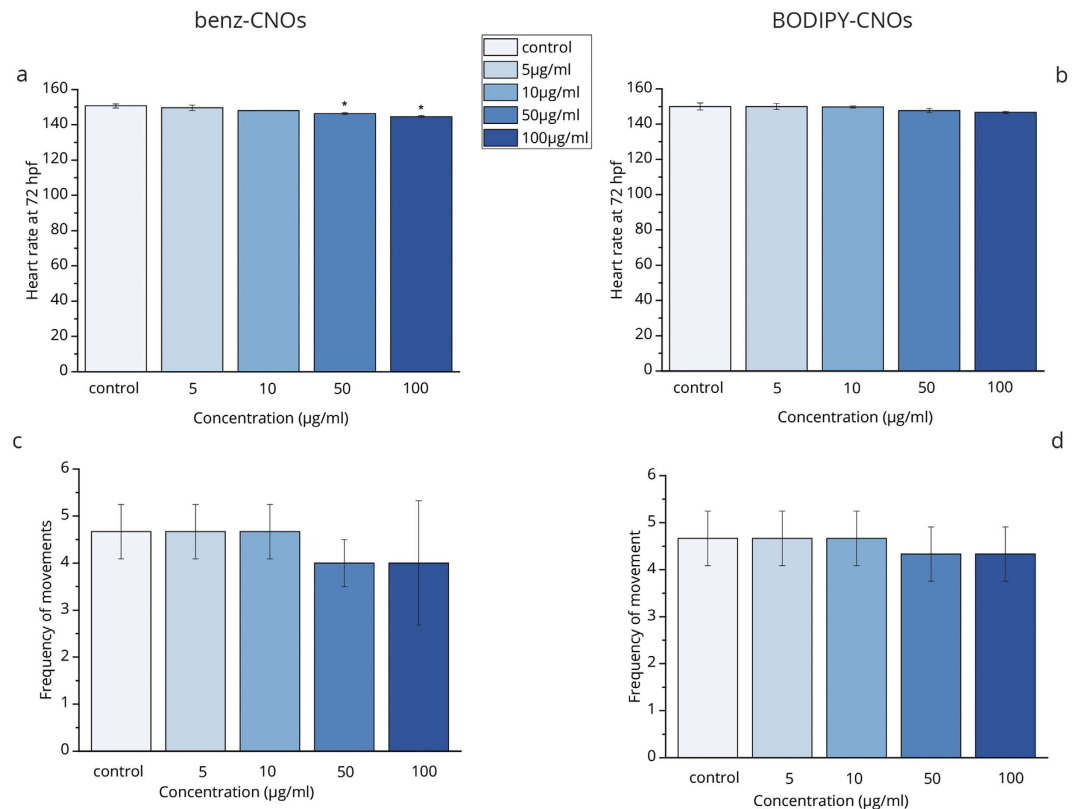 benz-CNOs
BODIPY-CNOs
control
5µg/ml
10µg/ml
50µg/ml
100µg/ml
a
160
140
120
100
80
60
40
20
0
Heart rate at 72 hpf
* *
control 5 10 50 100
Concentration (µg/ml)
b
160
140
120
100
80
60
40
20
0
Heart rate at 72 hpf
control 5 10 50 100
Concentration (µg/ml)
c
6
5
4
3
2
1
0
Frequency of movements
control 5 10 50 100
Concentration (µg/ml)
d
6
5
4
3
2
1
0
Frequency of movement
control 5 10 50 100
Concentration (µg/ml)